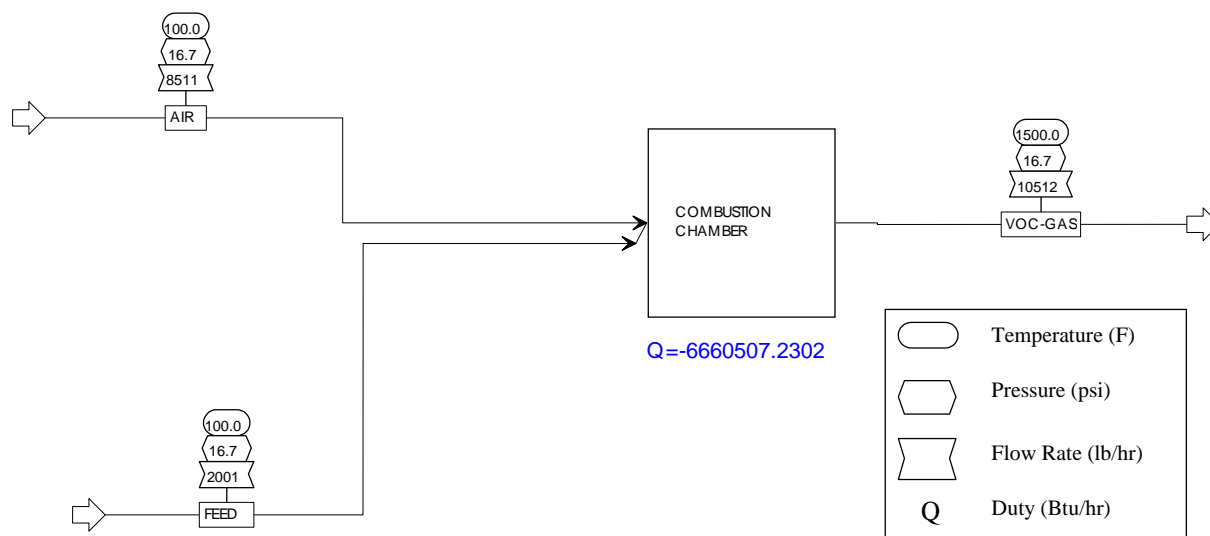 100.0
16.7
8511
AIR
COMBUSTION
CHAMBER
Q=-6660507.2302
1500.0
16.7
10512
VOC-GAS
100.0
16.7
2001
FEED
Temperature (F)
Pressure (psi)
Flow Rate (lb/hr)
Q Duty (Btu/hr)